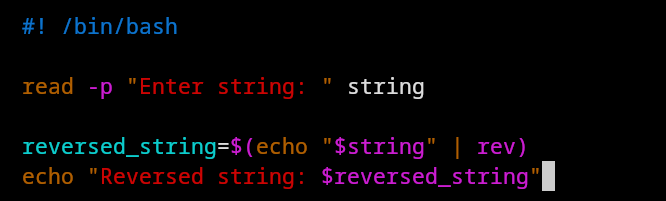 #! /bin/bash
read -p "Enter string: " string
reversed_string=$(echo "$string" | rev)
echo "Reversed string: $reversed_string"